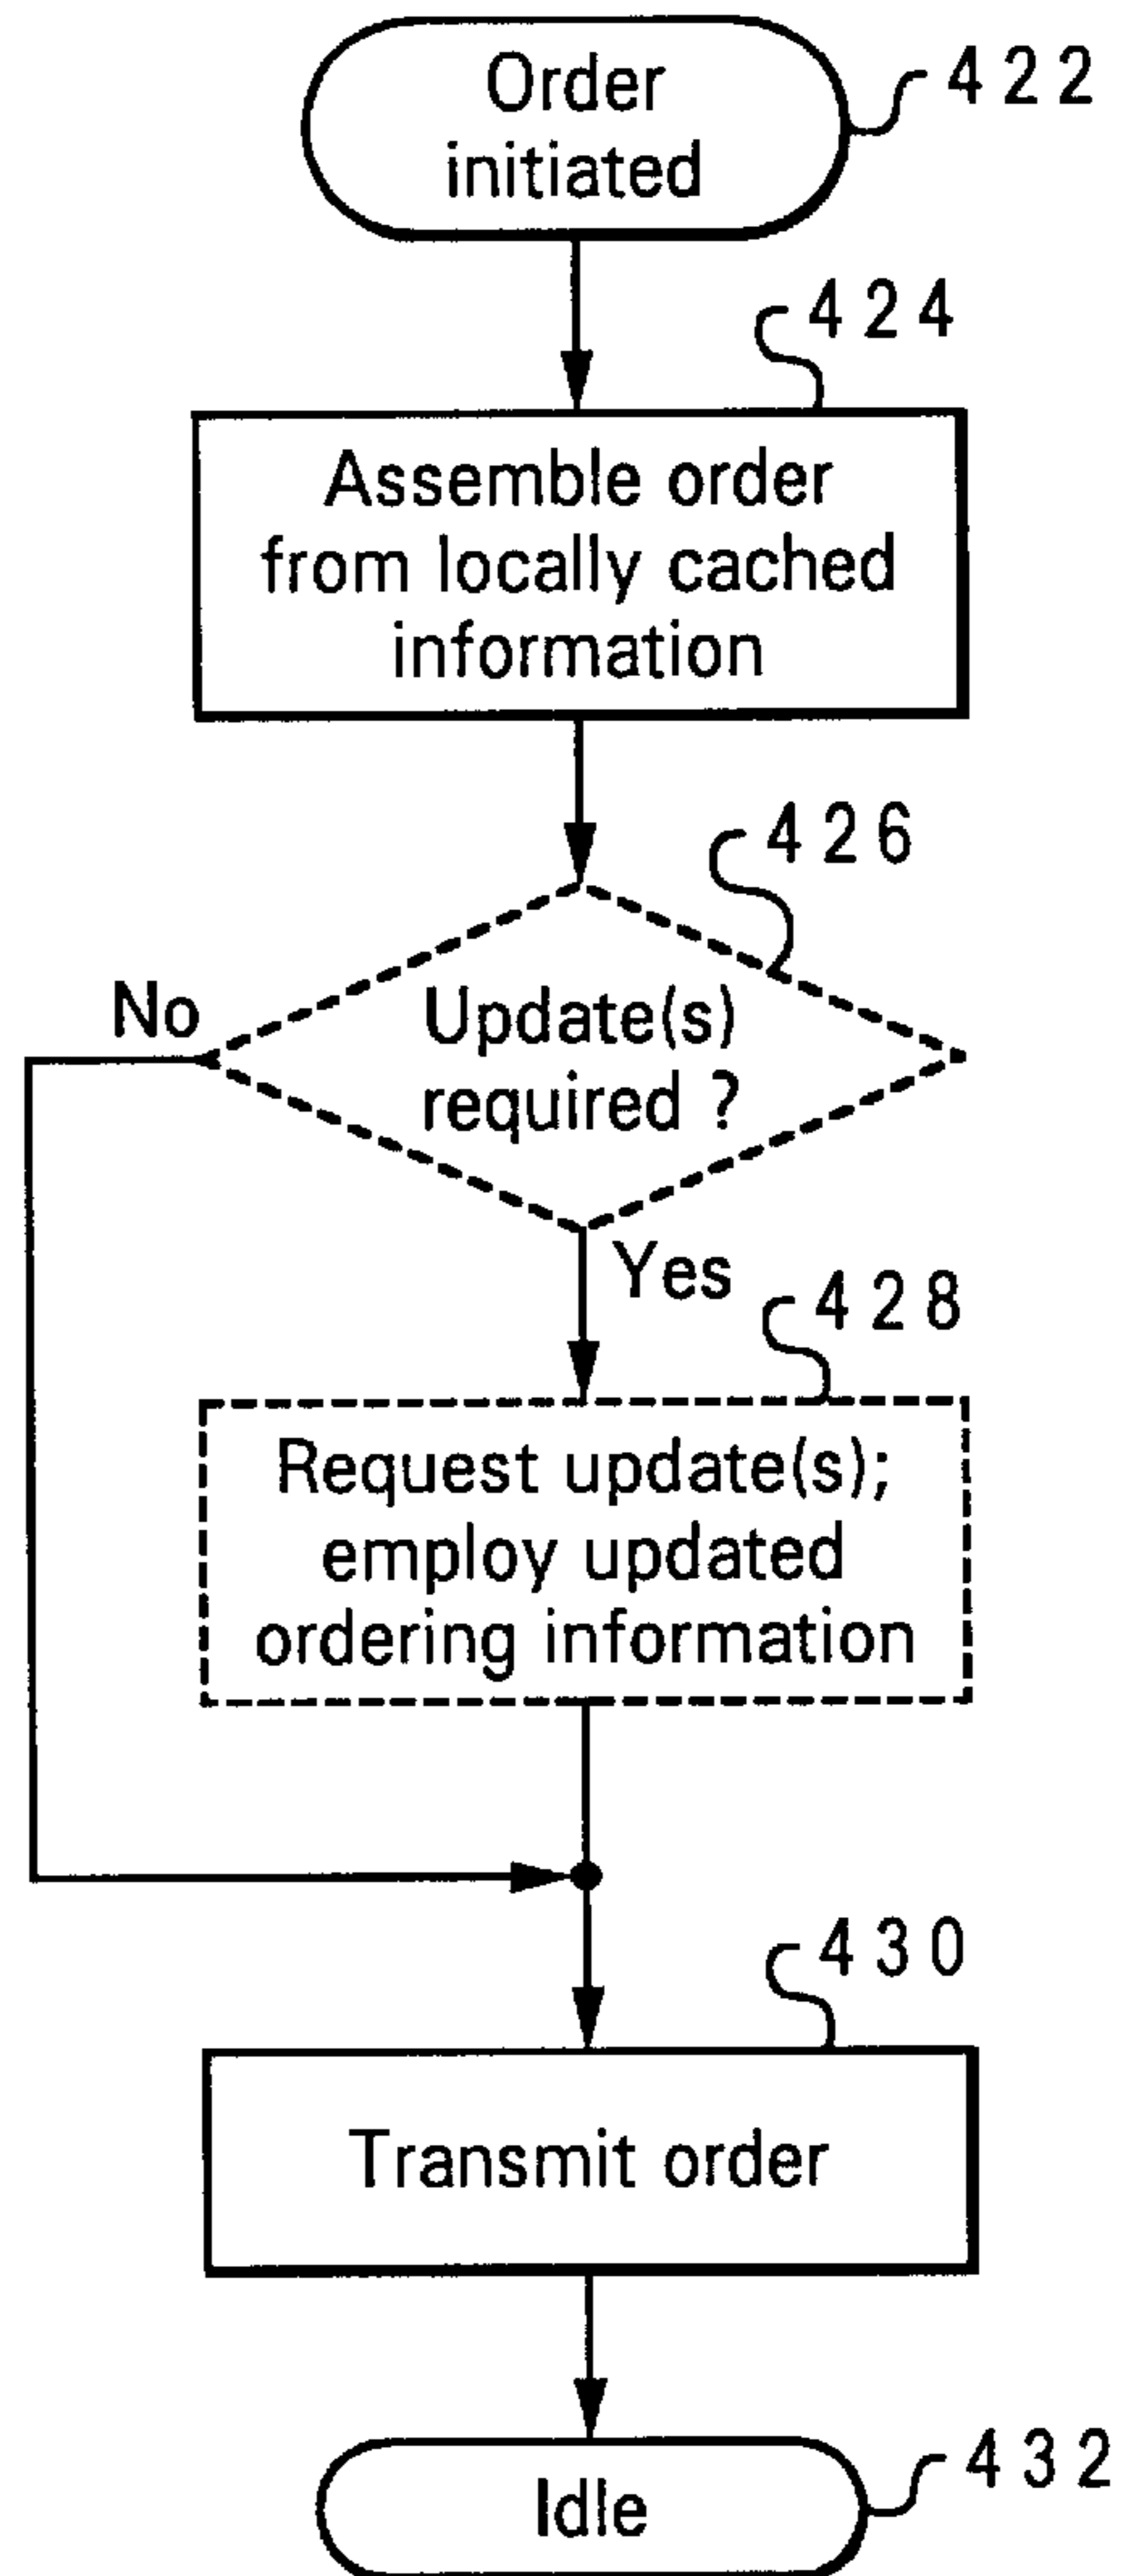 Order
initiated
422
424
Assemble order
from locally cached
information
426
No
Update(s)
required ?
Yes
428
Request update(s);
employ updated
ordering information
430
Transmit order
432
Idle